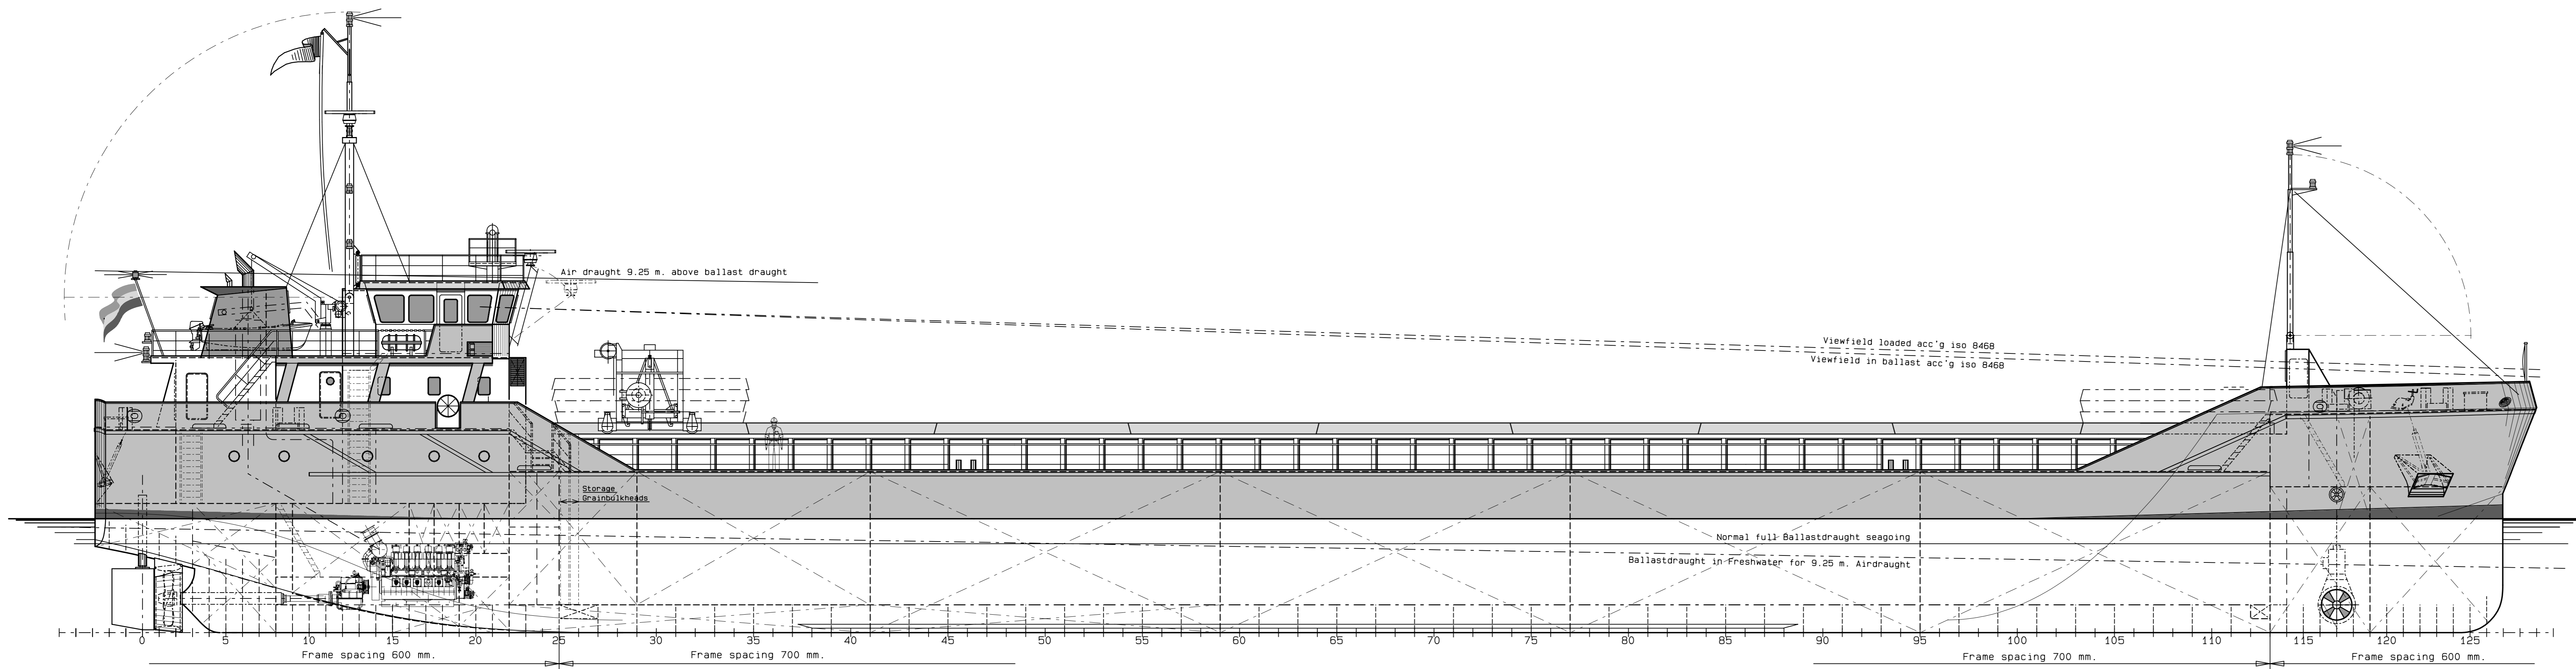 Air draught 9.25 m. above ballast draught
Viewfield loaded acc'g iso 8468
Viewfield in ballast acc'g iso 8468
Storage
Grainbulkheads
Normal full Ballastdraught seagoing
Ballastdraught in Freshwater for 9.25 m. Airdraught
0 5 10 15 20 25 30 35 40 45 50 55 60 65 70 75 80 85 90 95 100 105 110 115 120 125
Frame spacing 600 mm. Frame spacing 700 mm. Frame spacing 700 mm. Frame spacing 600 mm.